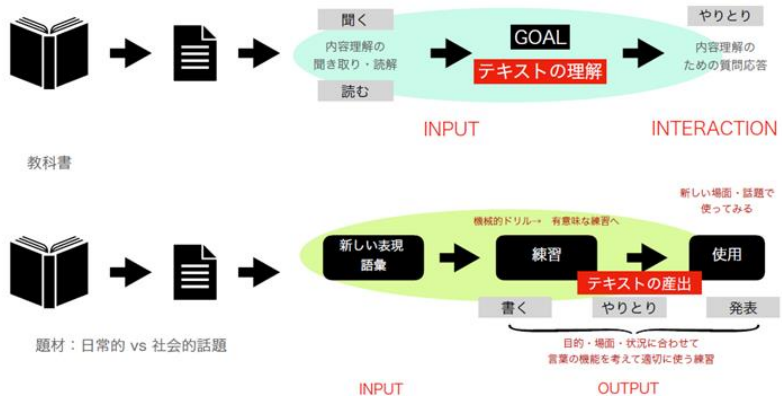 聞く
内容理解の
聞き取り・読解
読む
GOAL
テキストの理解
やりとり
内容理解の
ための質問応答
INPUT
INTERACTION
教科書
新しい表現
語彙
機械的ドリル→ 有意味な練習へ
練習
新しい場面・話題で
使ってみる
使用
テキストの産出
書く
やりとり
発表
目的・場面・状況に合わせて
言葉の機能を考えて適切に使う練習
題材：日常的 vs 社会的話題
INPUT
OUTPUT